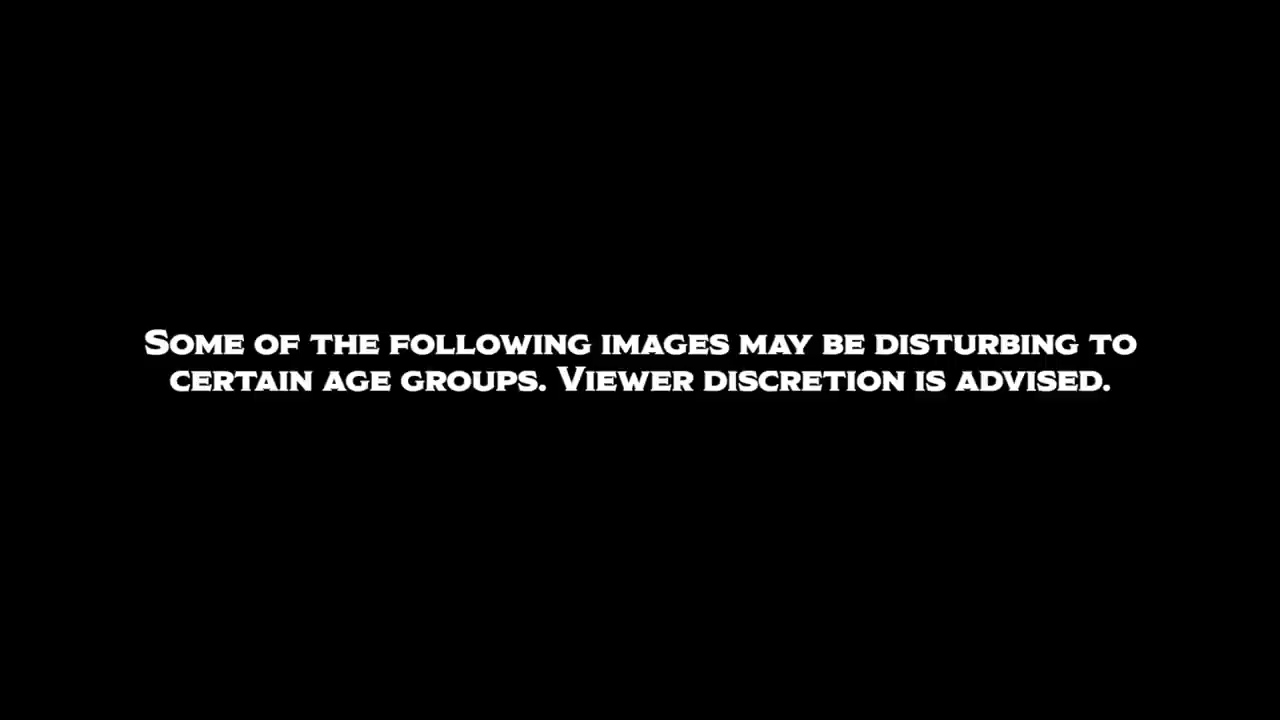 Some of the following images may be disturbing to
certain age groups. Viewer discretion is advised.